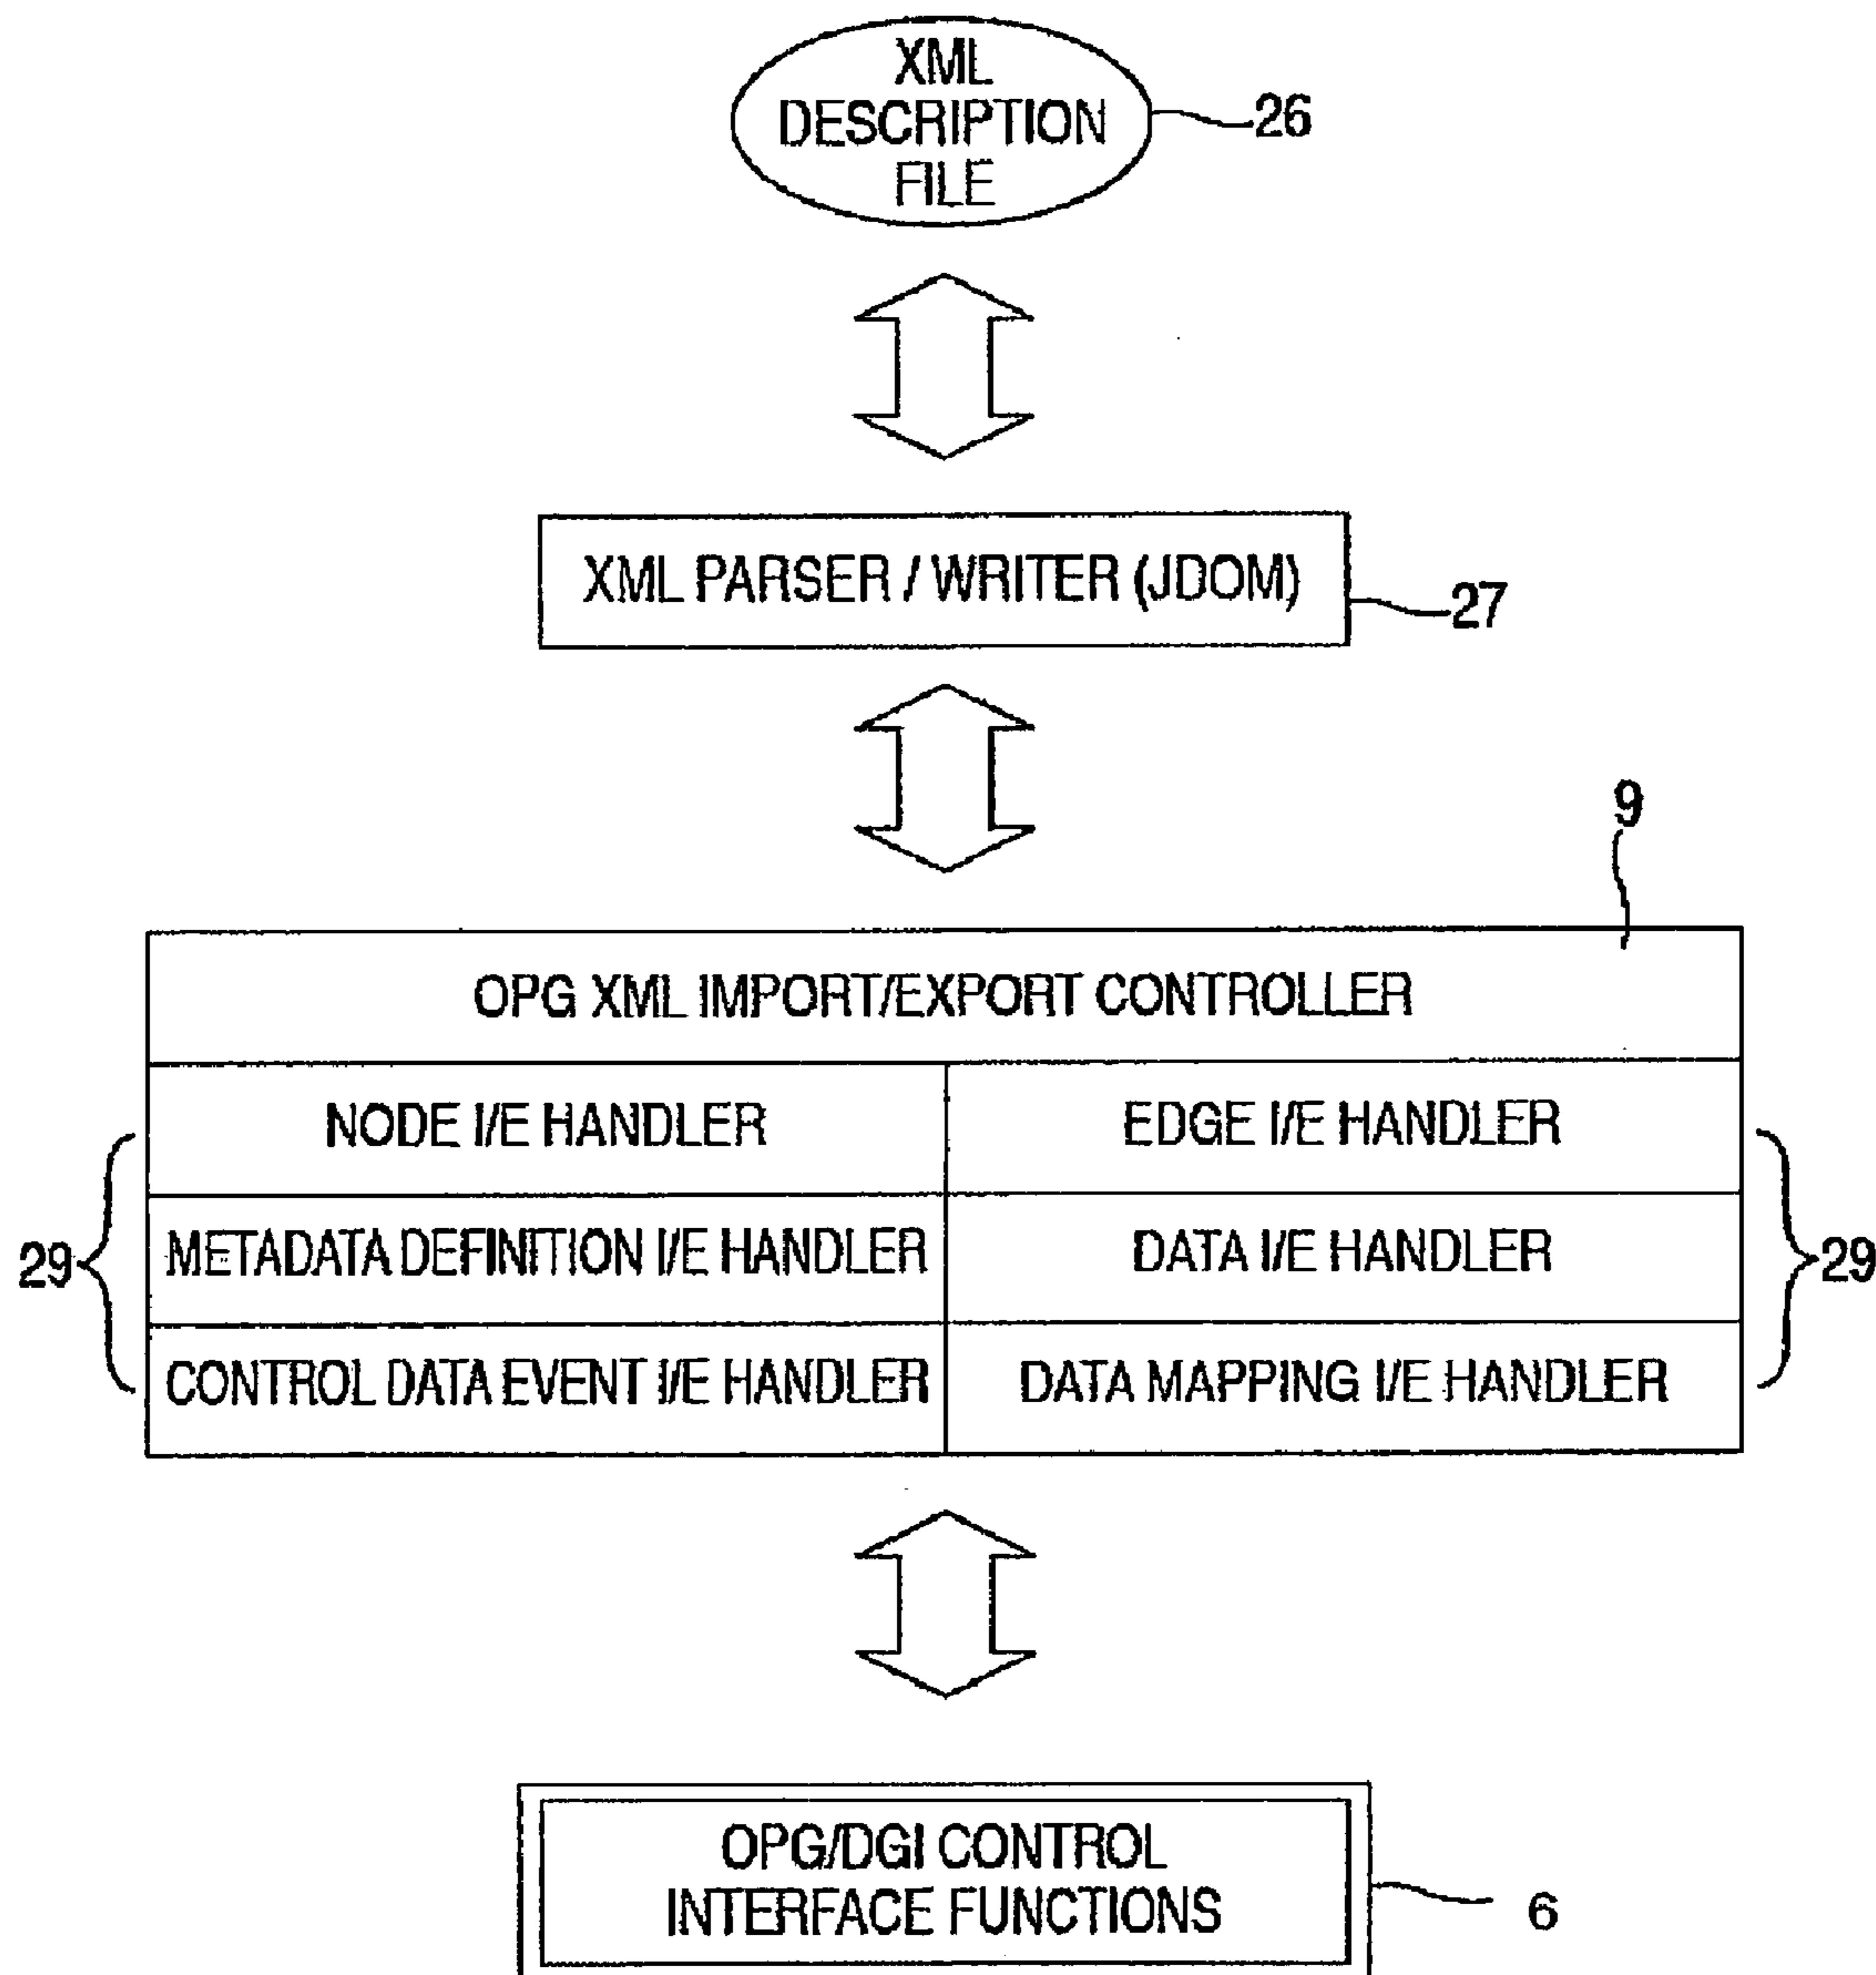 XML
DESCRIPTION
FILE
26
XML PARSER / WRITER (JDOM)
27
9
OPG XML IMPORT/EXPORT CONTROLLER
NODE I/E HANDLER
EDGE I/E HANDLER
29
METADATA DEFINITION I/E HANDLER
DATA I/E HANDLER
29
CONTROL DATA EVENT I/E HANDLER
DATA MAPPING I/E HANDLER
OPG/DGI CONTROL
INTERFACE FUNCTIONS
6